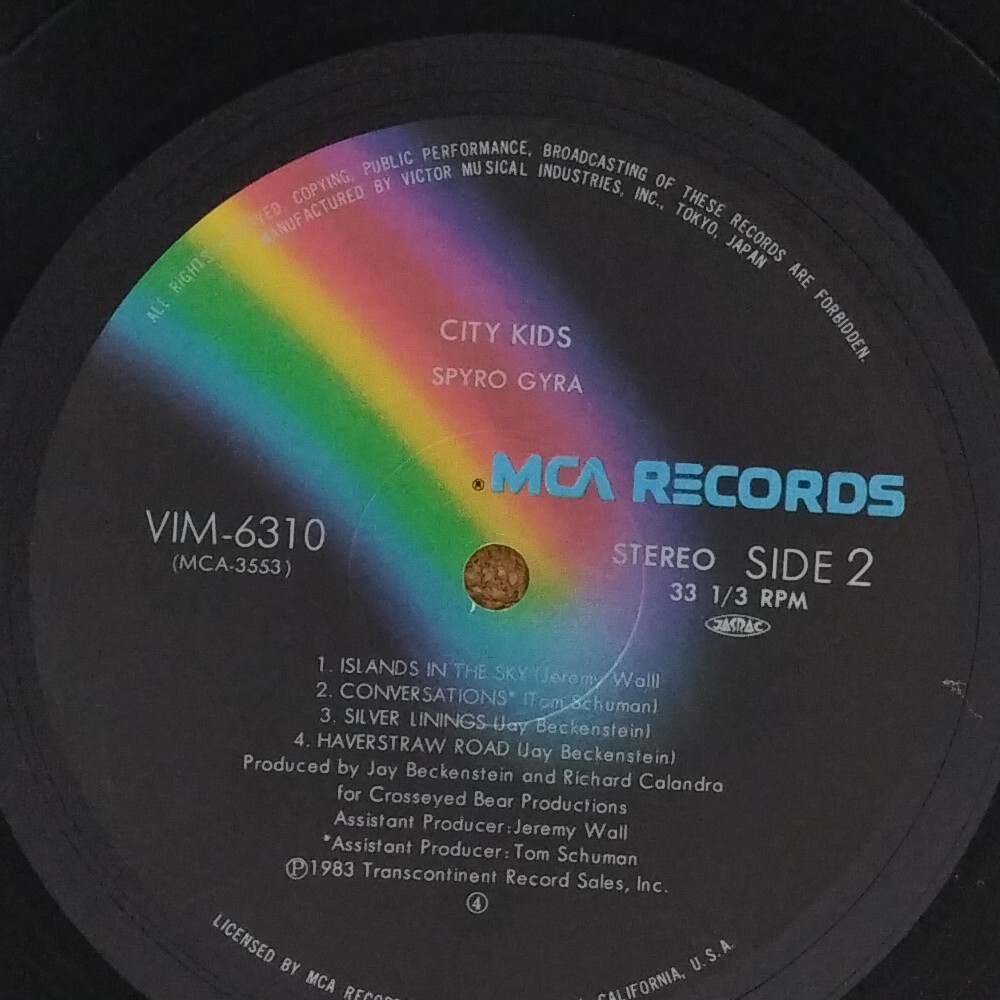 ALL RIGHTS COPYING, PUBLIC PERFORMANCE, BROADCASTING OF THESE RECORDS ARE FORBIDDEN.
MANUFACTURED BY VICTOR MUSICAL INDUSTRIES, INC., TOKYO, JAPAN
CITY KIDS
SPYRO GYRA
® MCA RECORDS
VIM-6310
(MCA-3553)
STEREO SIDE 2
33 1/3 RPM
JASRAC
1. ISLANDS IN THE SKY (Jeremy Wall)
2. CONVERSATIONS* (Tom Schuman)
3. SILVER LININGS (Jay Beckenstein)
4. HAVERSTRAW ROAD (Jay Beckenstein)
Produced by Jay Beckenstein and Richard Calandra
for Crosseyed Bear Productions
Assistant Producer:Jeremy Wall
*Assistant Producer:Tom Schuman
℗1983 Transcontinent Record Sales, Inc.
④
LICENSED BY MCA CALIFORNIA, U.S.A.